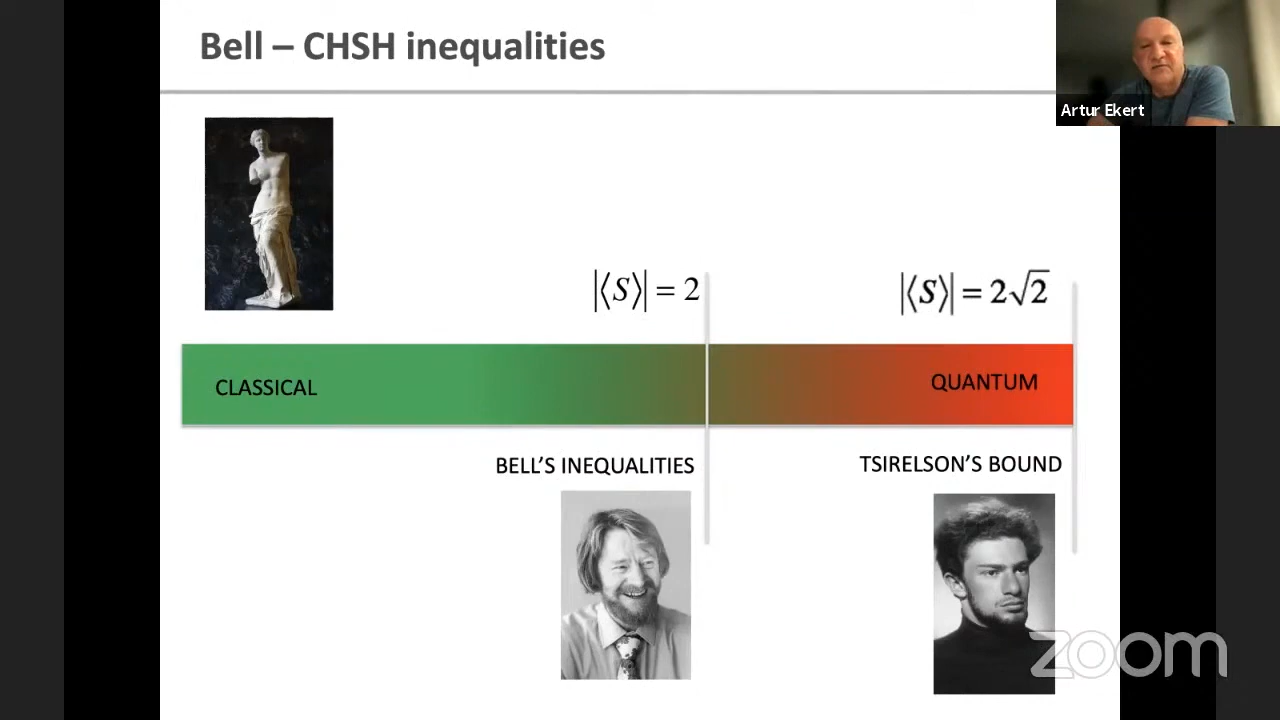 Bell – CHSH inequalities
Artur Ekert
|⟨S⟩| = 2
|⟨S⟩| = 2√2
CLASSICAL
QUANTUM
BELL’S INEQUALITIES
TSIRELSON’S BOUND
zoom